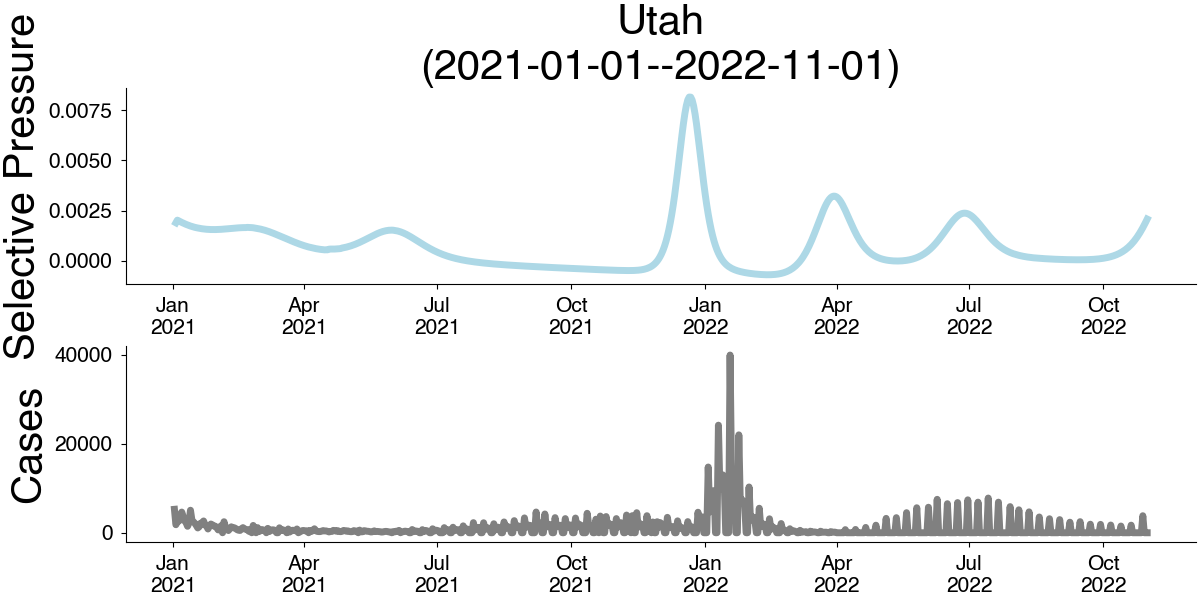 Utah
(2021-01-01--2022-11-01)
Selective Pressure
0.0075
0.0050
0.0025
0.0000
Jan Apr Jul Oct Jan Apr Jul Oct
2021 2021 2021 2021 2022 2022 2022 2022
Cases
40000
20000
0
Jan Apr Jul Oct Jan Apr Jul Oct
2021 2021 2021 2021 2022 2022 2022 2022